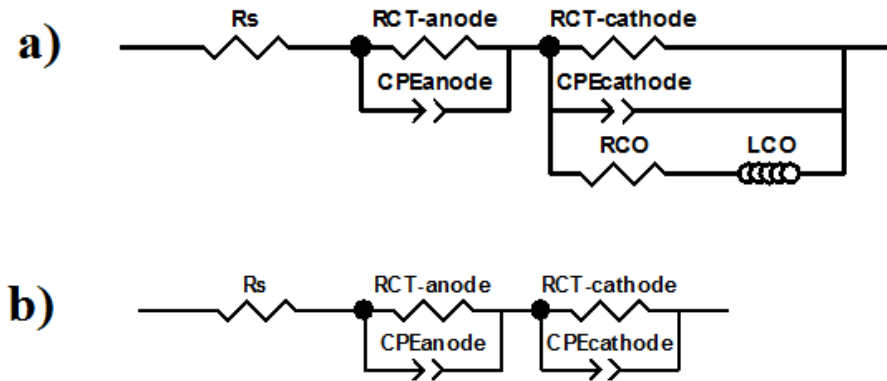 a)
Rs RCT-anode RCT-cathode
CPEanode CPEcathode
RCO LCO
b)
Rs RCT-anode RCT-cathode
CPEanode CPEcathode